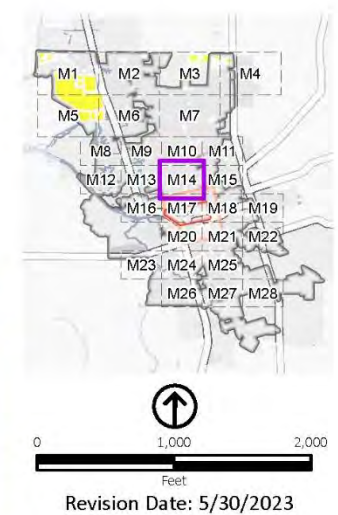 M1 M2 M3 M4
M5 M6 M7
M8 M9 M10 M11
M12 M13 M14 M15
M16 M17 M18 M19
M20 M21 M22
M23 M24 M25
M26 M27 M28
0 1,000 2,000
Feet
Revision Date: 5/30/2023